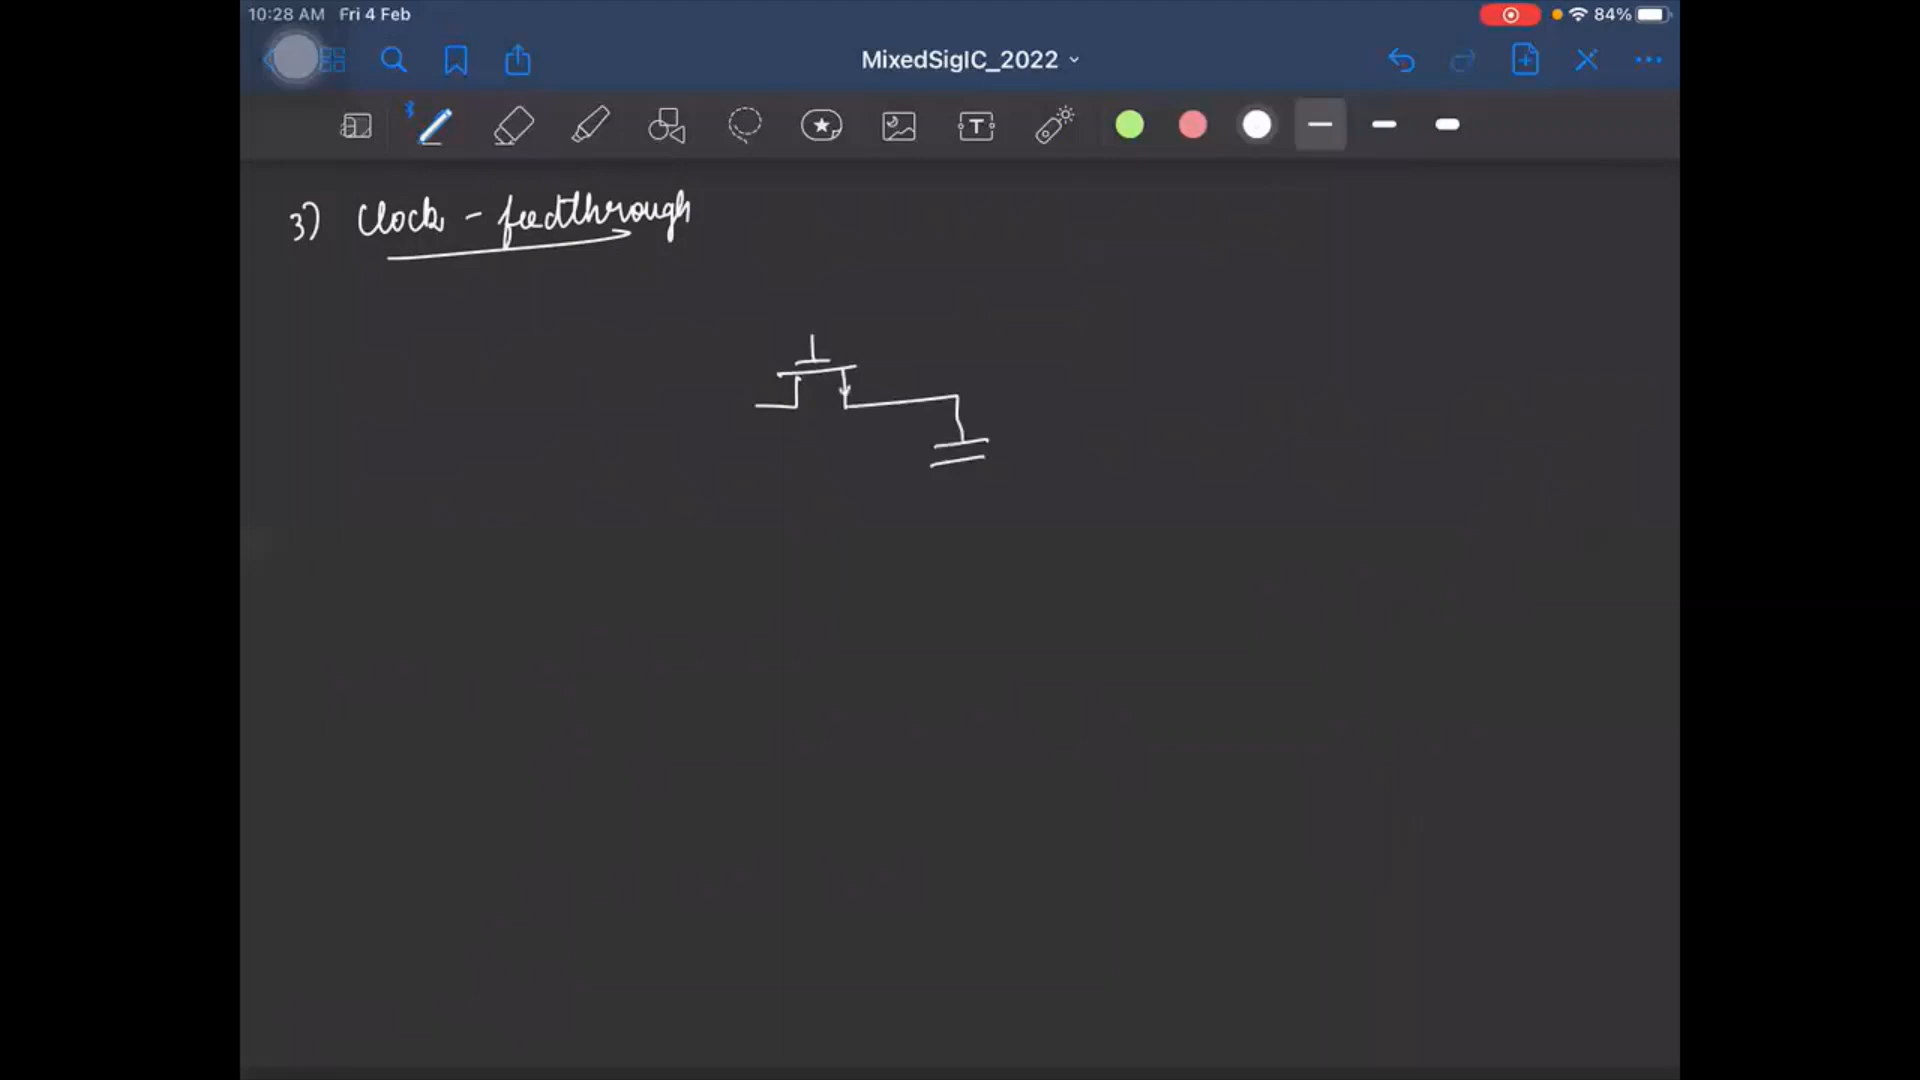 10:28 AM Fri 4 Feb
84%
MixedSigIC_2022
T
3) Clock - feedthrough